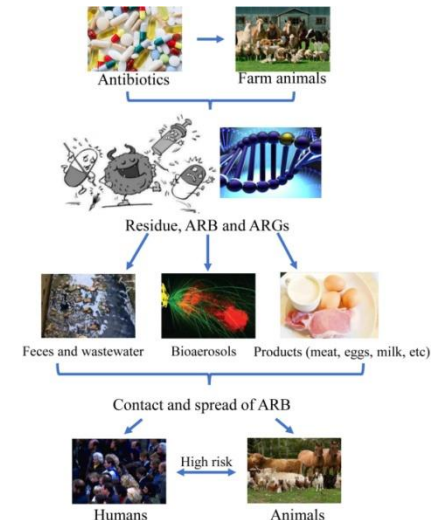 Antibiotics
Farm animals
Residue, ARB and ARGs
Feces and wastewater
Bioaerosols
Products (meat, eggs, milk, etc)
Contact and spread of ARB
High risk
Humans
Animals